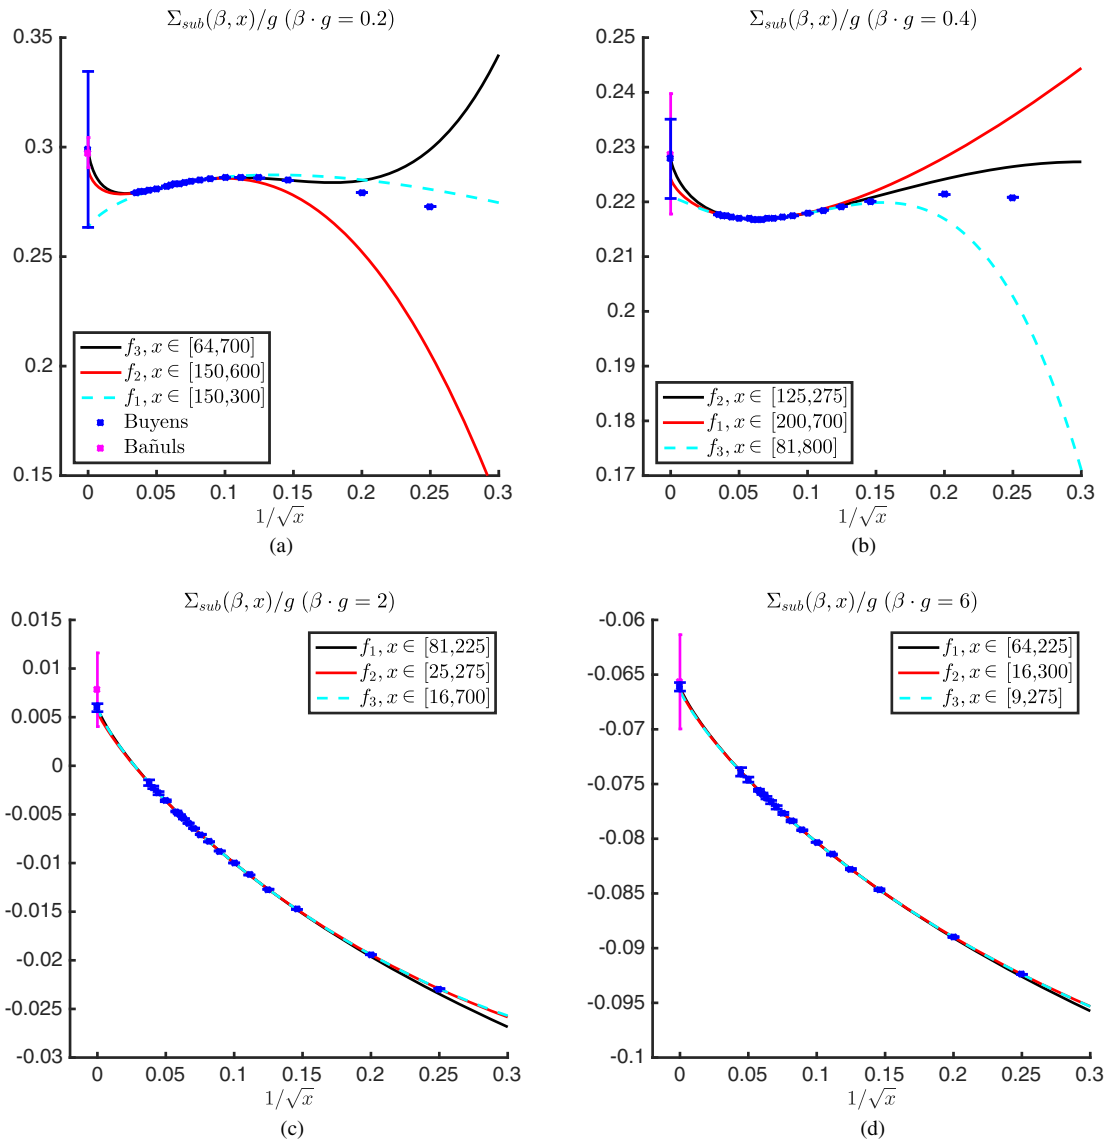 Σsub(β, x)/g (β · g = 0.2)
0.35
0.3
0.25
0.2
0.15
f3, x ∈ [64,700]
f2, x ∈ [150,600]
f1, x ∈ [150,300]
Buyens
Bañuls
0 0.05 0.1 0.15 0.2 0.25 0.3
1/√x
(a)
Σsub(β, x)/g (β · g = 0.4)
0.25
0.24
0.23
0.22
0.21
0.2
0.19
0.18
0.17
f2, x ∈ [125,275]
f1, x ∈ [200,700]
f3, x ∈ [81,800]
0 0.05 0.1 0.15 0.2 0.25 0.3
1/√x
(b)
Σsub(β, x)/g (β · g = 2)
0.015
0.01
0.005
0
-0.005
-0.01
-0.015
-0.02
-0.025
-0.03
f1, x ∈ [81,225]
f2, x ∈ [25,275]
f3, x ∈ [16,700]
0 0.05 0.1 0.15 0.2 0.25 0.3
1/√x
(c)
Σsub(β, x)/g (β · g = 6)
-0.06
-0.065
-0.07
-0.075
-0.08
-0.085
-0.09
-0.095
-0.1
f1, x ∈ [64,225]
f2, x ∈ [16,300]
f3, x ∈ [9,275]
0 0.05 0.1 0.15 0.2 0.25 0.3
1/√x
(d)